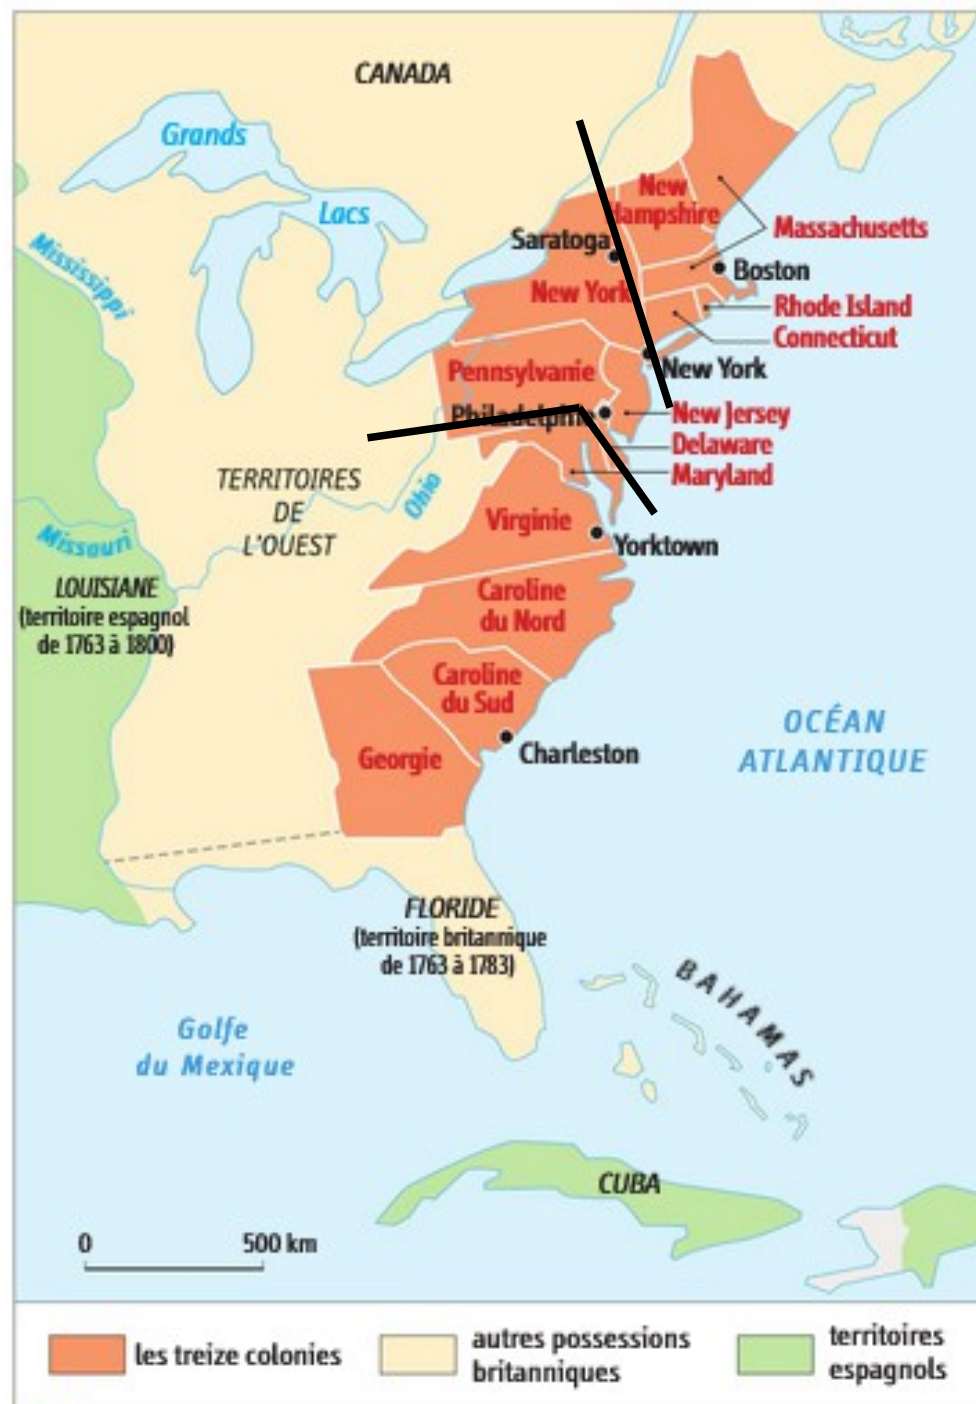 CANADA
Grands
Lacs
Mississippi
New
Hampshire
Massachusetts
Saratoga
Boston
New York
Rhode Island
Connecticut
Pennsylvanie
New York
Philadelphie
New Jersey
Delaware
Maryland
TERRITOIRES
DE
L'OUEST
Ohio
Virginie
Yorktown
Missouri
LOUISIANE
(territoire espagnol
de 1763 à 1800)
Caroline
du Nord
Caroline
du Sud
Georgie
Charleston
OCÉAN
ATLANTIQUE
FLORIDE
(territoire britannique
de 1763 à 1783)
BAHAMAS
Golfe
du Mexique
CUBA
0 500 km
les treize colonies
autres possessions
britanniques
territoires
espagnols